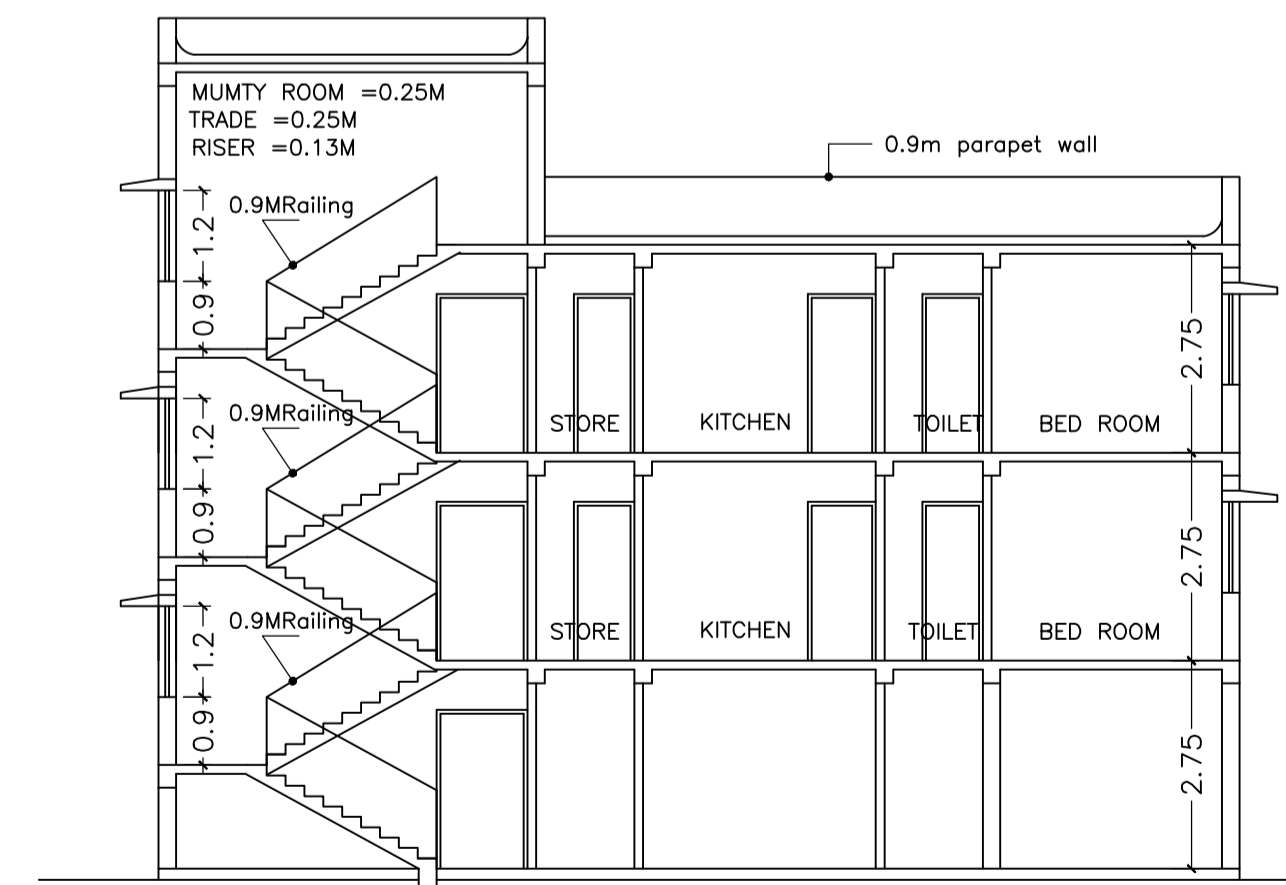 MUMTY ROOM =0.25M
TRADE =0.25M
RISER =0.13M
0.9m parapet wall
0.9MRailing
1.2
0.9
2.75
0.9MRailing
STORE
KITCHEN
TOILET
BED ROOM
1.2
0.9
2.75
0.9MRailing
STORE
KITCHEN
TOILET
BED ROOM
1.2
0.9
2.75